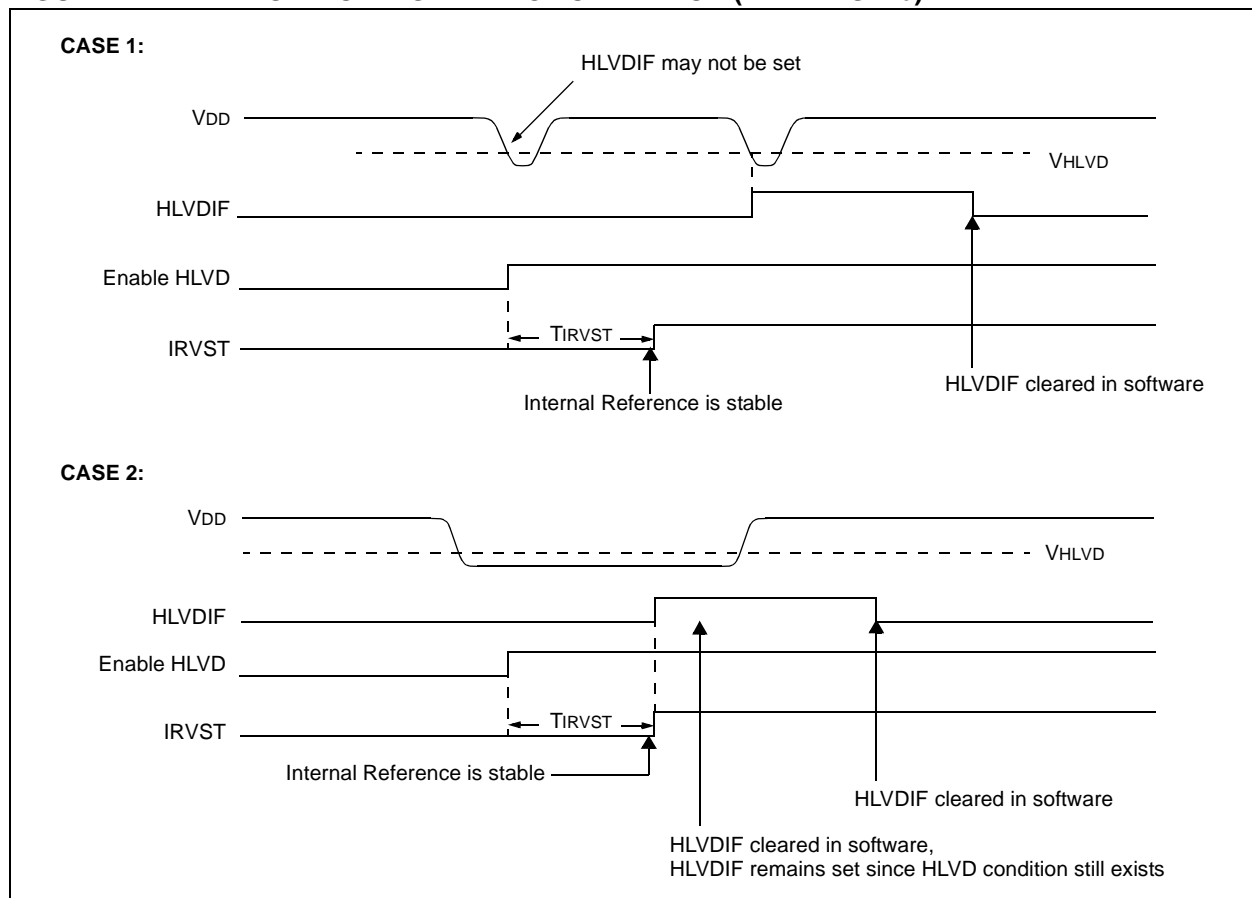 CASE 1:
HLVDIF may not be set
VDD
VHLVD
HLVDIF
Enable HLVD
TIRVST
IRVST
HLVDIF cleared in software
Internal Reference is stable
CASE 2:
VDD
VHLVD
HLVDIF
Enable HLVD
TIRVST
IRVST
Internal Reference is stable
HLVDIF cleared in software
HLVDIF cleared in software,
HLVDIF remains set since HLVD condition still exists